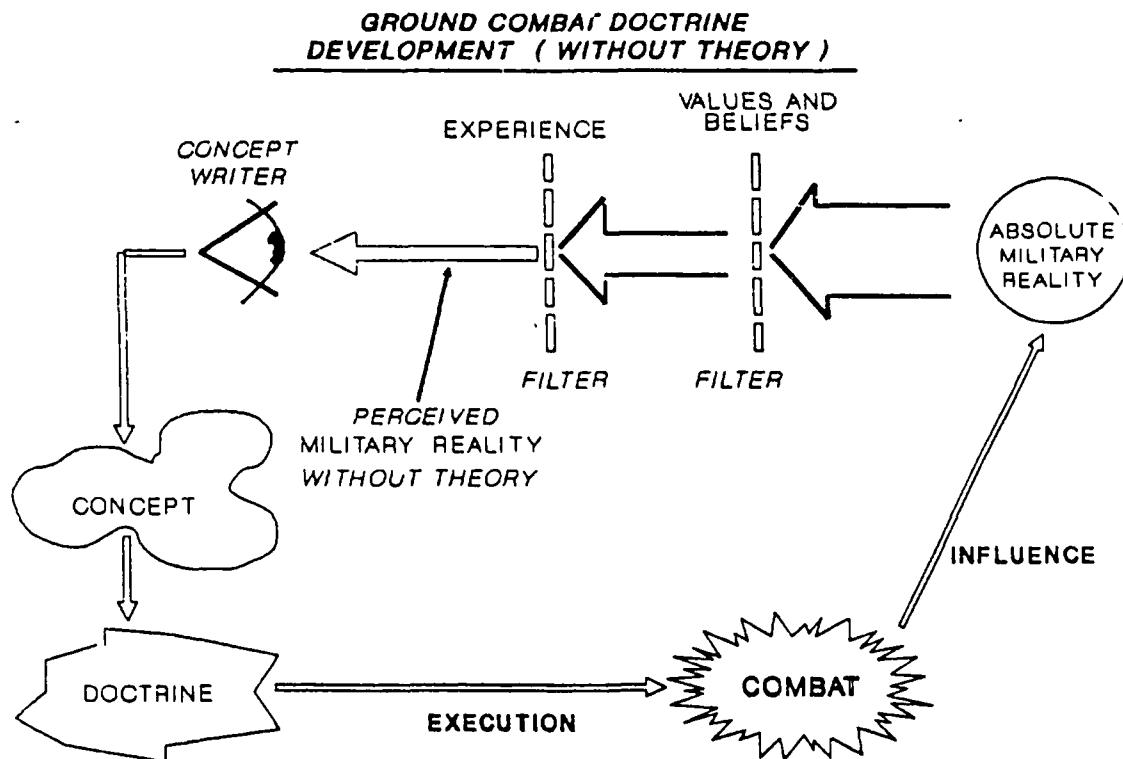 GROUND COMBAT DOCTRINE
DEVELOPMENT ( WITHOUT THEORY )
VALUES AND
BELIEFS
EXPERIENCE
CONCEPT
WRITER
ABSOLUTE
MILITARY
REALITY
FILTER
FILTER
PERCEIVED
MILITARY REALITY
WITHOUT THEORY
CONCEPT
INFLUENCE
DOCTRINE
COMBAT
EXECUTION